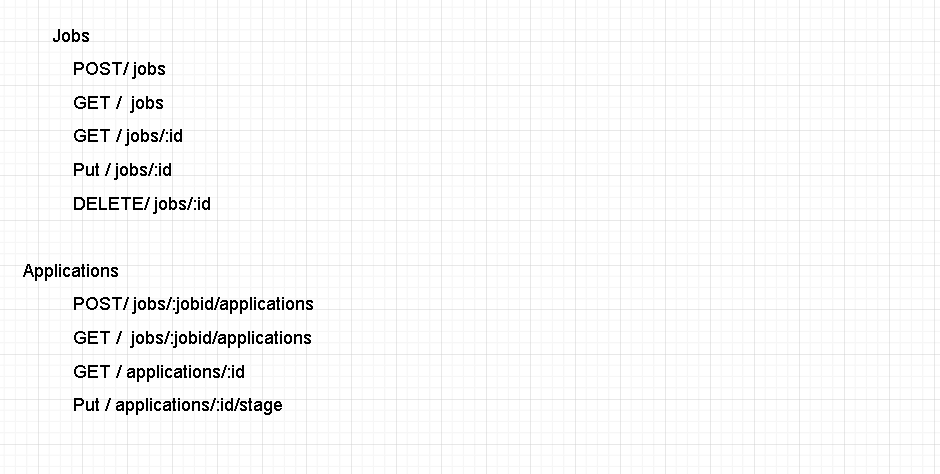 Jobs
POST/ jobs
GET / jobs
GET / jobs/:id
Put / jobs/:id
DELETE/ jobs/:id
Applications
POST/ jobs/:jobid/applications
GET / jobs/:jobid/applications
GET / applications/:id
Put / applications/:id/stage